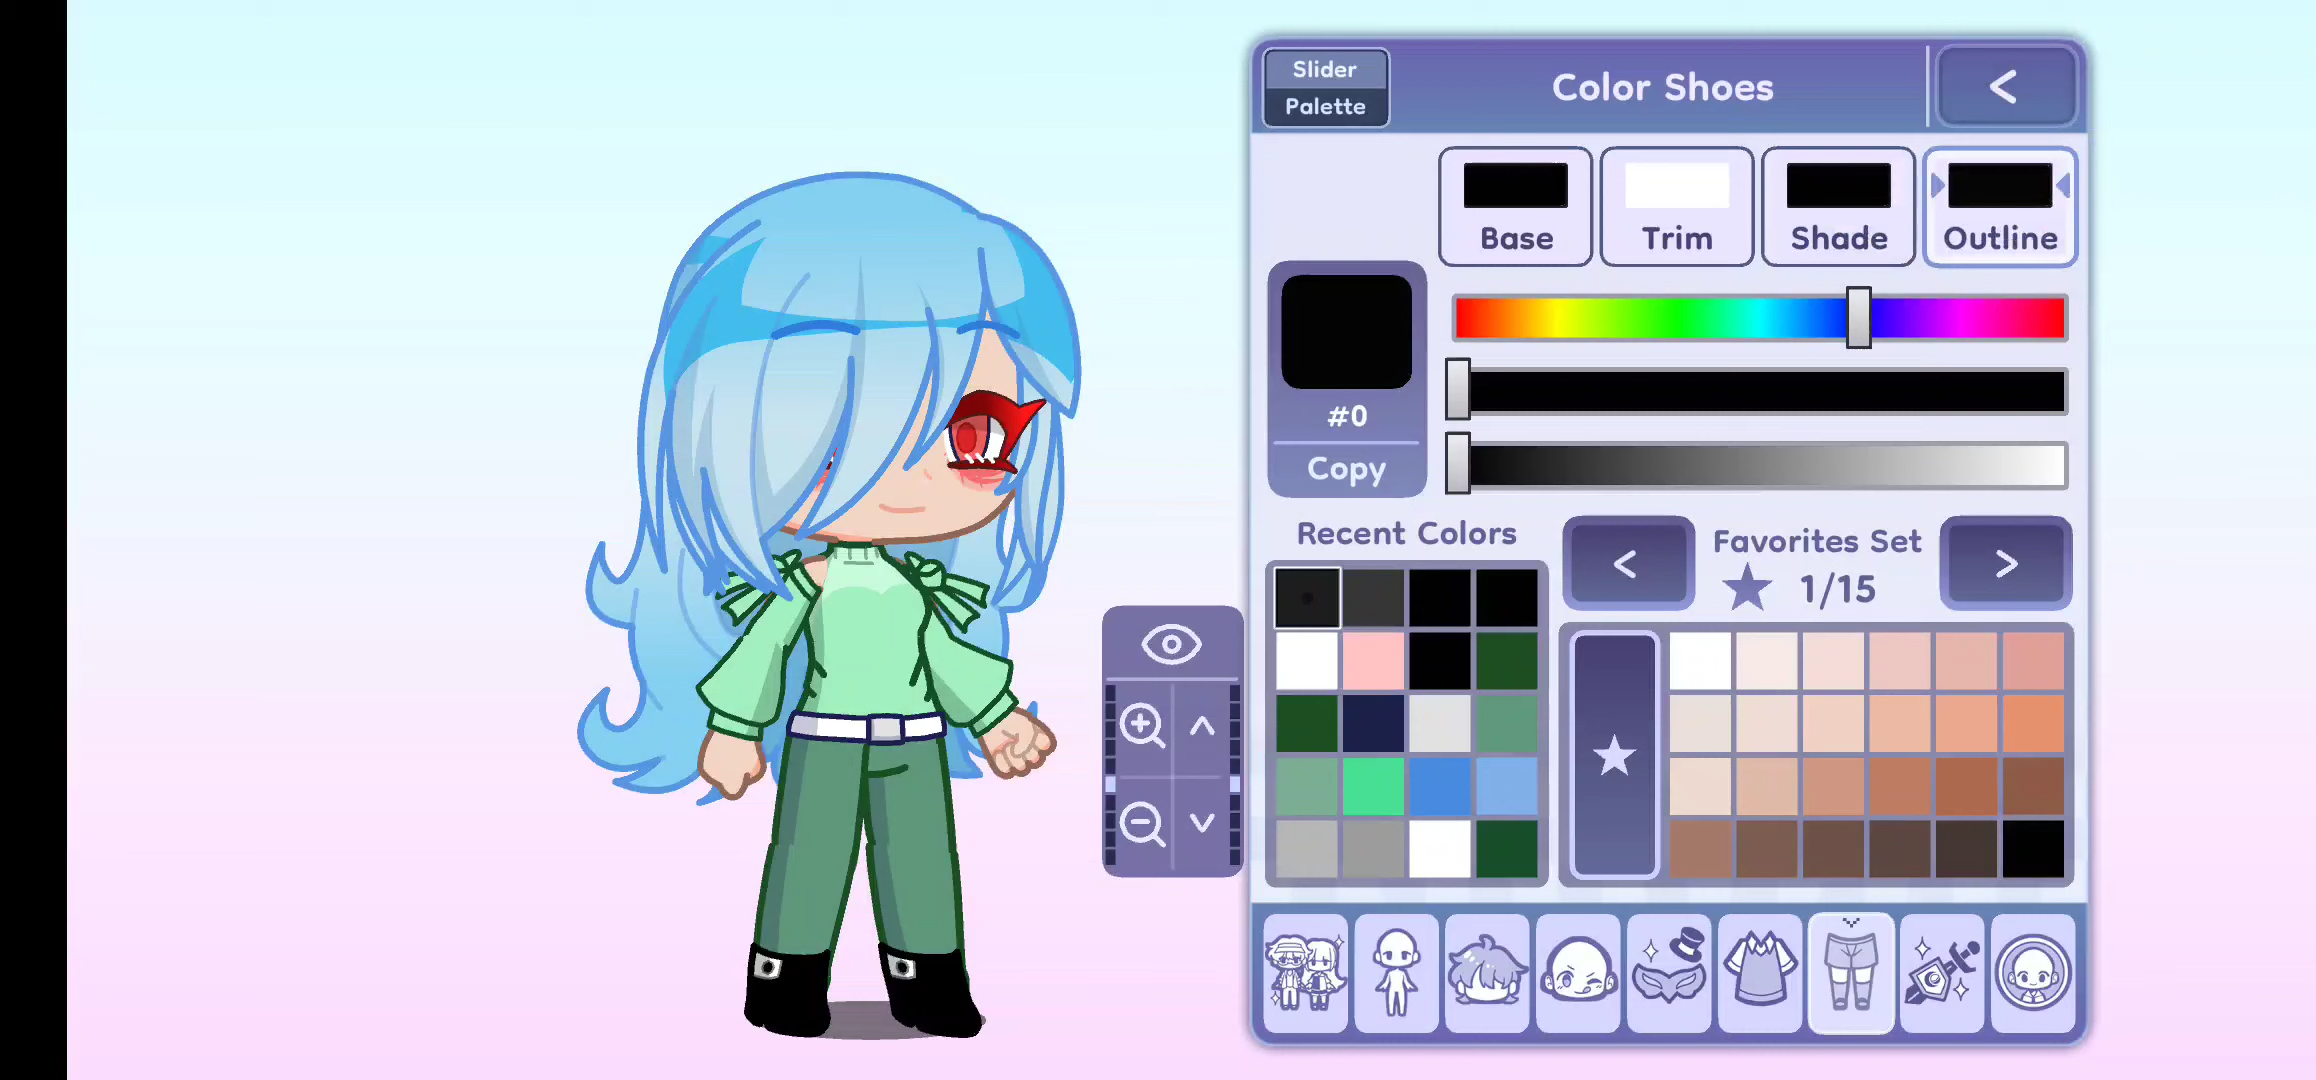 Slider
Palette
Color Shoes
<
Base
Trim
Shade
Outline
#0
Copy
Recent Colors
<
Favorites Set
1/15
>